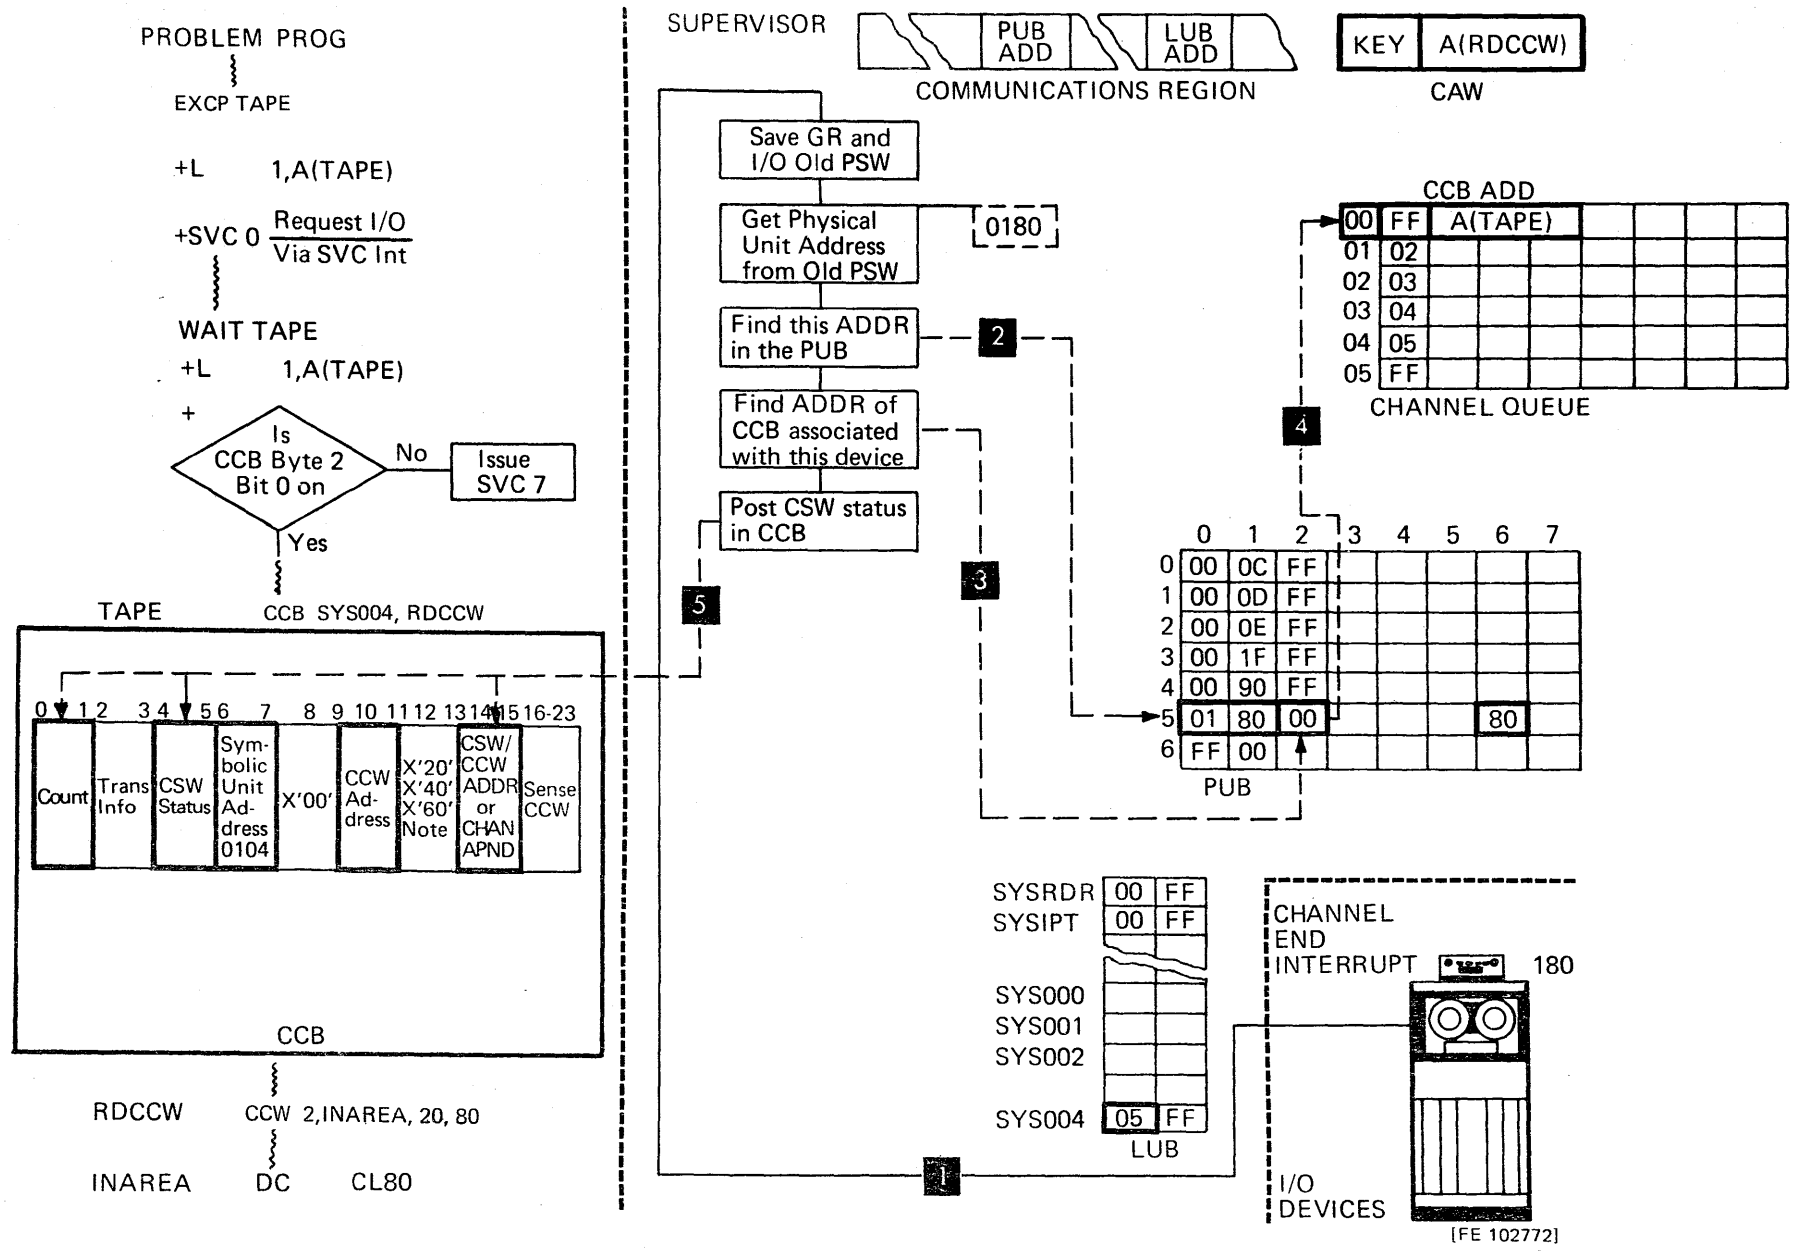 PROBLEM PROG
EXCP TAPE
+L 1,A(TAPE)
+SVC 0 Request I/O
Via SVC Int
WAIT TAPE
+L 1,A(TAPE)
+
Is
CCB Byte 2
Bit 0 on
No
Issue
SVC 7
Yes
TAPE CCB SYS004, RDCCW
0 1 2 3 4 5 6 7 8 9 10 11 12 13 14 15 16-23
Count
Trans
Info
CSW
Status
Sym-
bolic
Unit
Ad-
dress
0104
X'00'
CCW
Ad-
dress
X'20'
X'40'
X'60'
Note
CSW/
CCW
ADDR
or
CHAN
APND
Sense
CCW
CCB
RDCCW CCW 2,INAREA, 20, 80
INAREA DC CL80
SUPERVISOR
PUB
ADD
LUB
ADD
COMMUNICATIONS REGION
KEY A(RDCCW)
CAW
Save GR and
I/O Old PSW
Get Physical
Unit Address
from Old PSW
0180
Find this ADDR
in the PUB
2
Find ADDR of
CCB associated
with this device
3
Post CSW status
in CCB
5
CCB ADD
00 FF A(TAPE)
01 02
02 03
03 04
04 05
05 FF
CHANNEL QUEUE
4
0 1 2 3 4 5 6 7
0 00 0C FF
1 00 0D FF
2 00 0E FF
3 00 1F FF
4 00 90 FF
5 01 80 00 80
6 FF 00
PUB
SYSRDR 00 FF
SYSIPT 00 FF
SYS000
SYS001
SYS002
SYS004 05 FF
LUB
1
CHANNEL
END
INTERRUPT 180
I/O
DEVICES
[FE 102772]